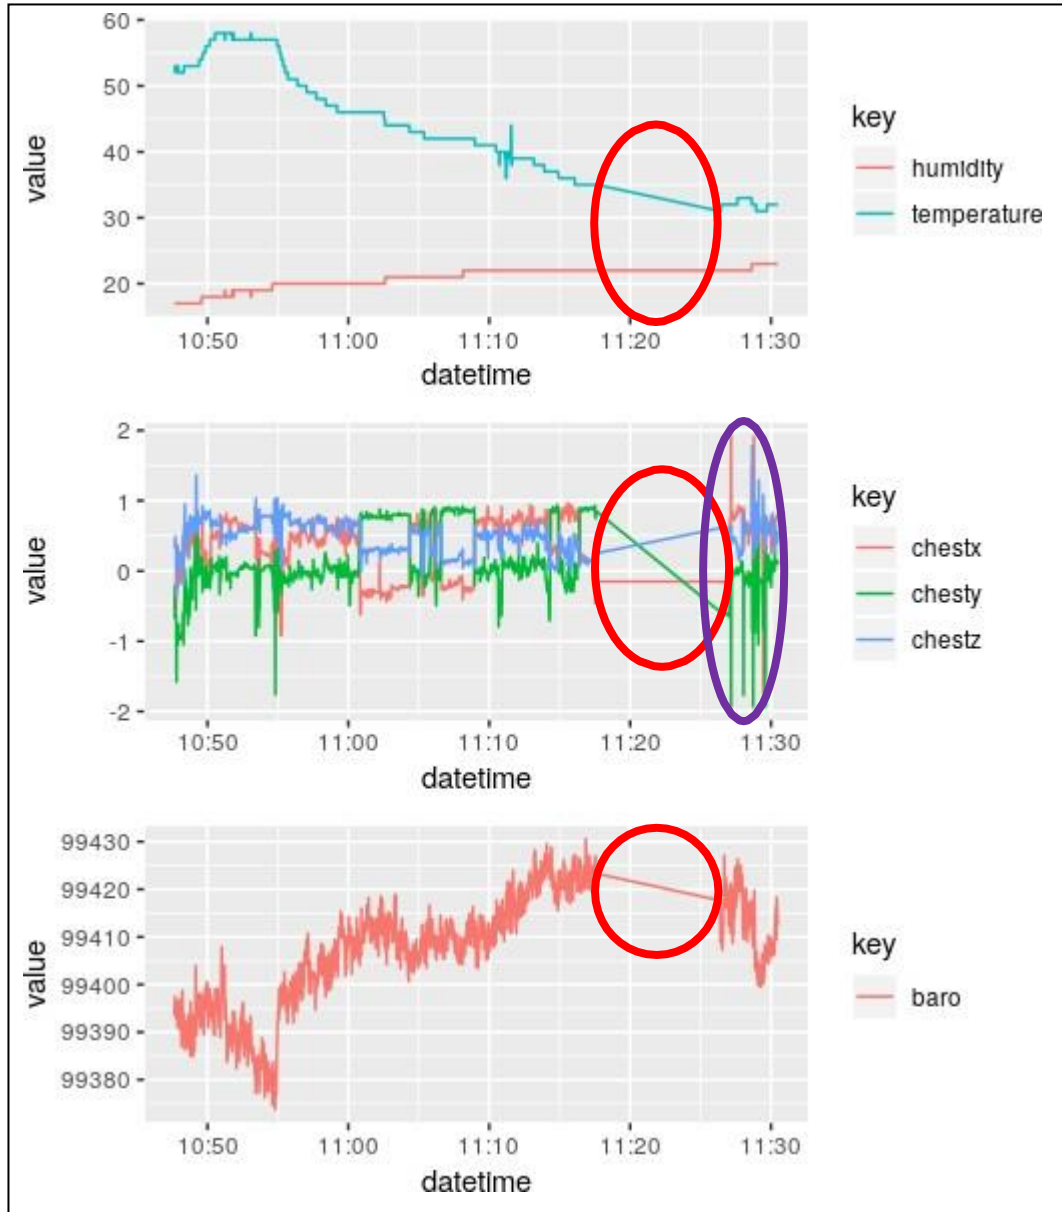 60
50
40
30
20
value
10:50 11:00 11:10 11:20 11:30
datetime
key
humidity
temperature
2
1
0
-1
-2
value
10:50 11:00 11:10 11:20 11:30
datetime
key
chestx
chesty
chestz
99430
99420
99410
99400
99390
99380
value
10:50 11:00 11:10 11:20 11:30
datetime
key
baro